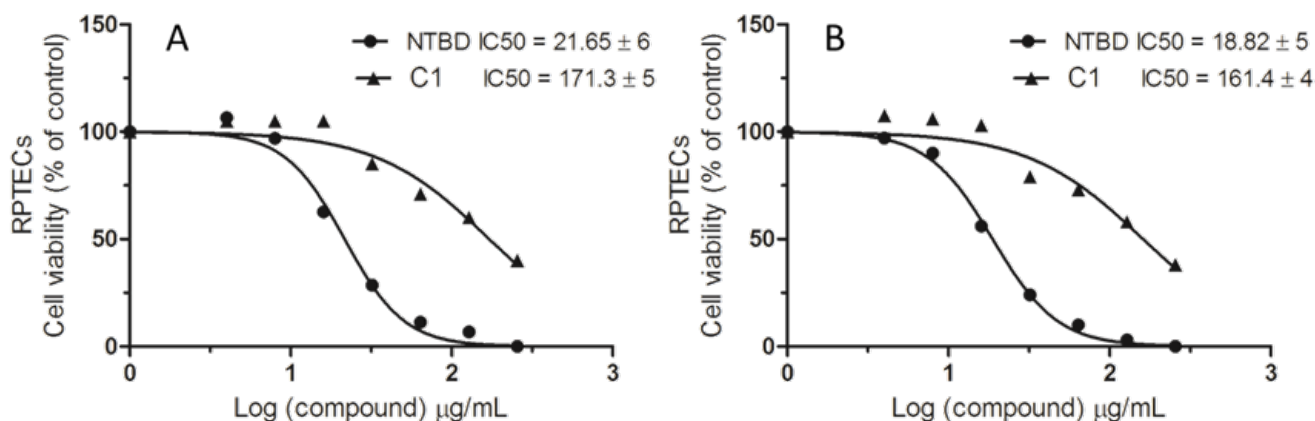 A
NTBD IC50 = 21.65 ± 6
C1 IC50 = 171.3 ± 5
RPTECs
Cell viability (% of control)
150
100
50
0
0 1 2 3
Log (compound) μg/mL
B
NTBD IC50 = 18.82 ± 5
C1 IC50 = 161.4 ± 4
RPTECs
Cell viability (% of control)
150
100
50
0
0 1 2 3
Log (compound) μg/mL